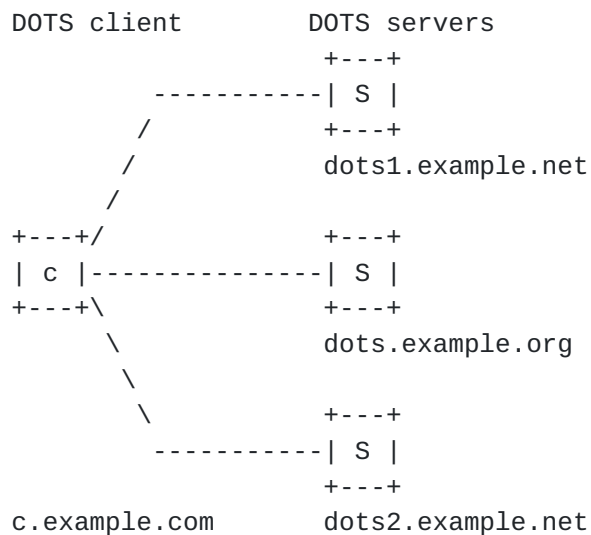 DOTS client        DOTS servers
                    +---+
         -----------| S |
        /           +---+
       /            dots1.example.net
      /
+---+/              +---+
| c |---------------| S |
+---+\              +---+
      \             dots.example.org
       \
        \           +---+
         -----------| S |
                    +---+
c.example.com       dots2.example.net